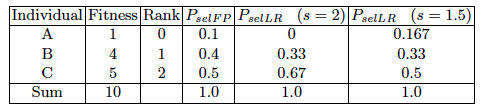 Individual Fitness Rank P_selFP P_selLR (s = 2) P_selLR (s = 1.5)
A 1 0 0.1 0 0.167
B 4 1 0.4 0.33 0.33
C 5 2 0.5 0.67 0.5
Sum 10 1.0 1.0 1.0